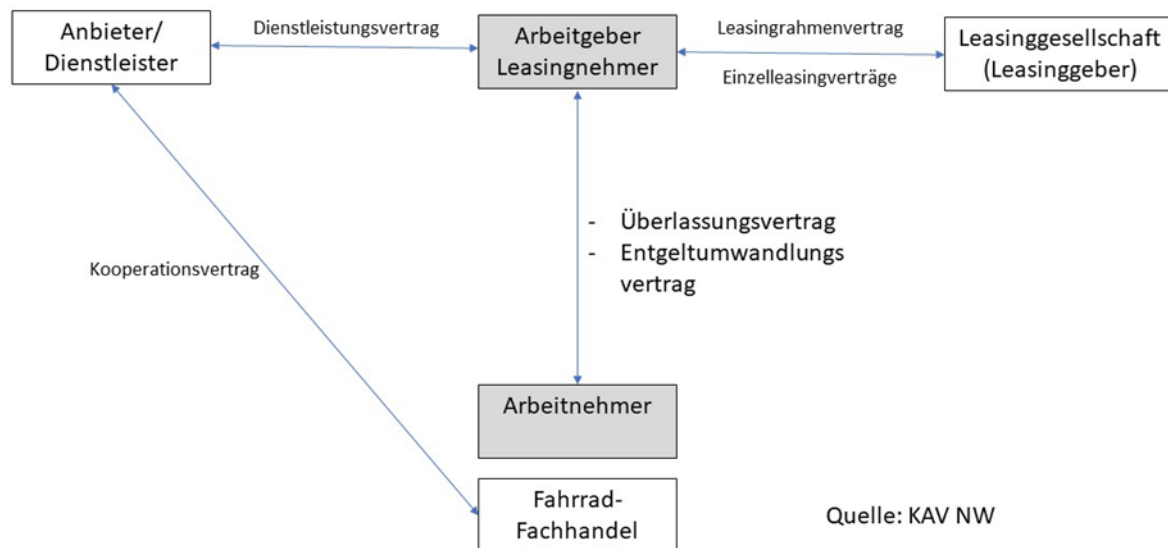 Anbieter/
Dienstleister
Dienstleistungsvertrag
Arbeitgeber
Leasingnehmer
Leasingrahmenvertrag
Einzelleasingverträge
Leasinggesellschaft
(Leasinggeber)
- Überlassungsvertrag
- Entgeltumwandlungs
vertrag
Kooperationsvertrag
Arbeitnehmer
Fahrrad-
Fachhandel
Quelle: KAV NW